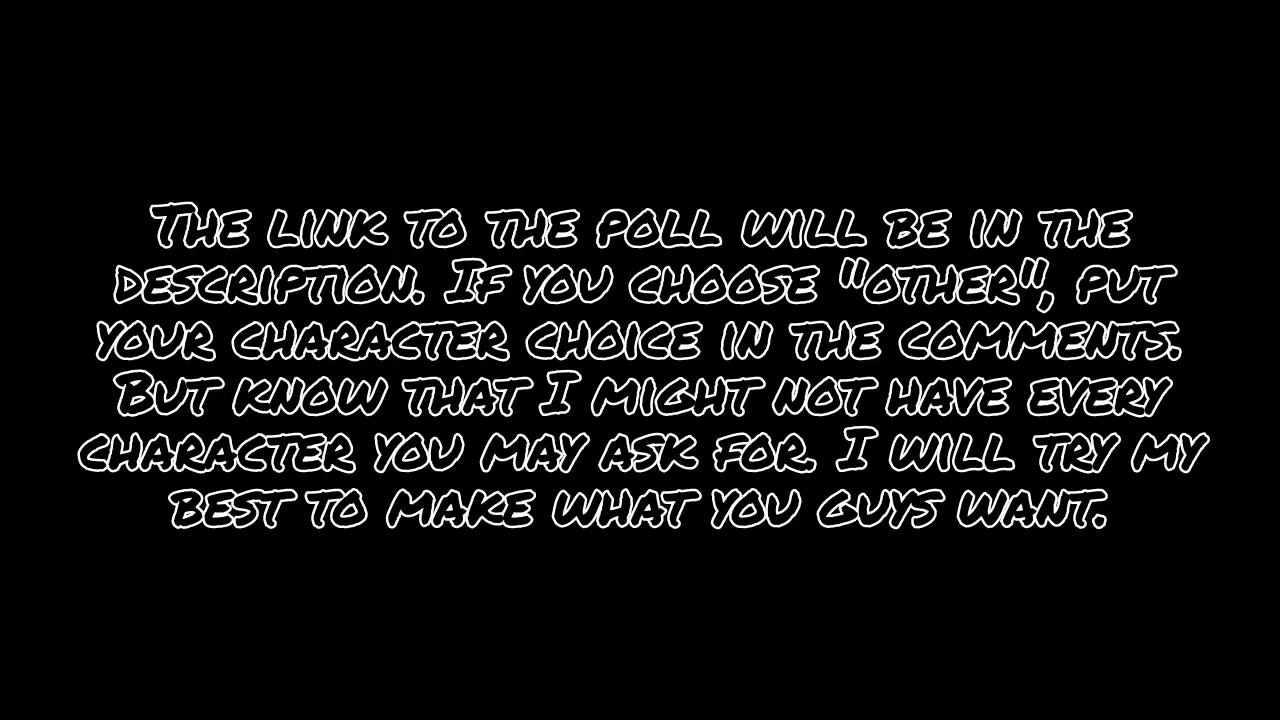 The link to the poll will be in the
description. If you choose "other", put
your character choice in the comments.
But know that I might not have every
character you may ask for. I will try my
best to make what you guys want.